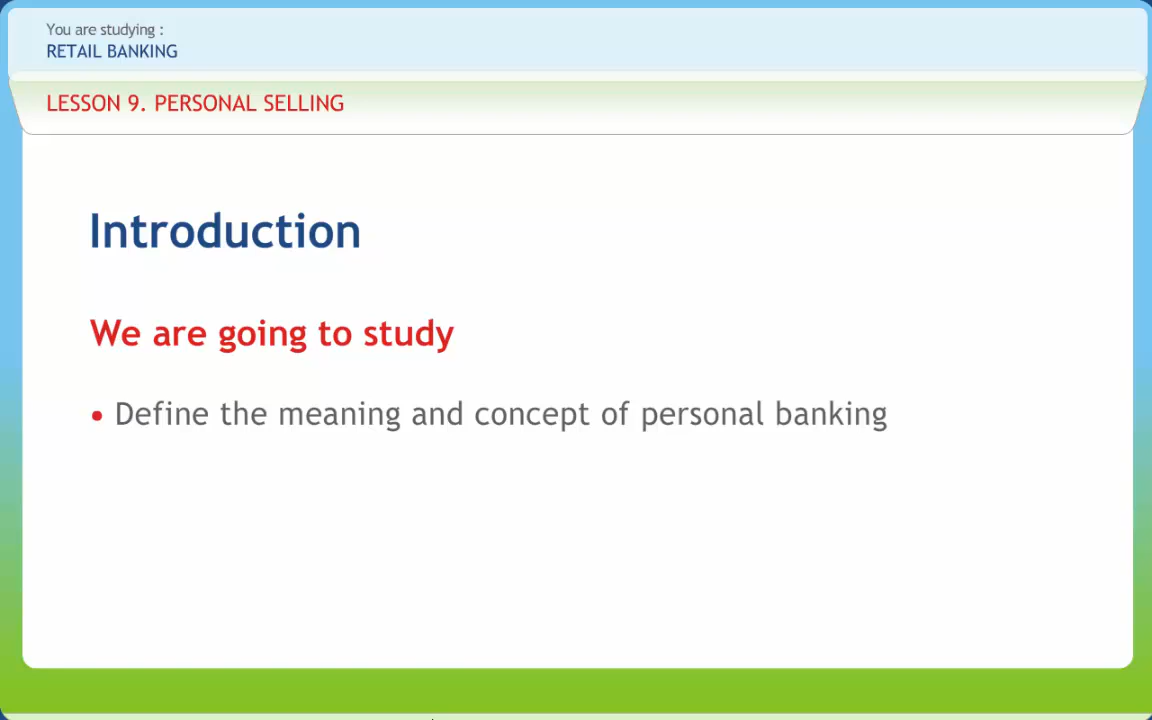 You are studying :
RETAIL BANKING
LESSON 9. PERSONAL SELLING
Introduction
We are going to study
• Define the meaning and concept of personal banking